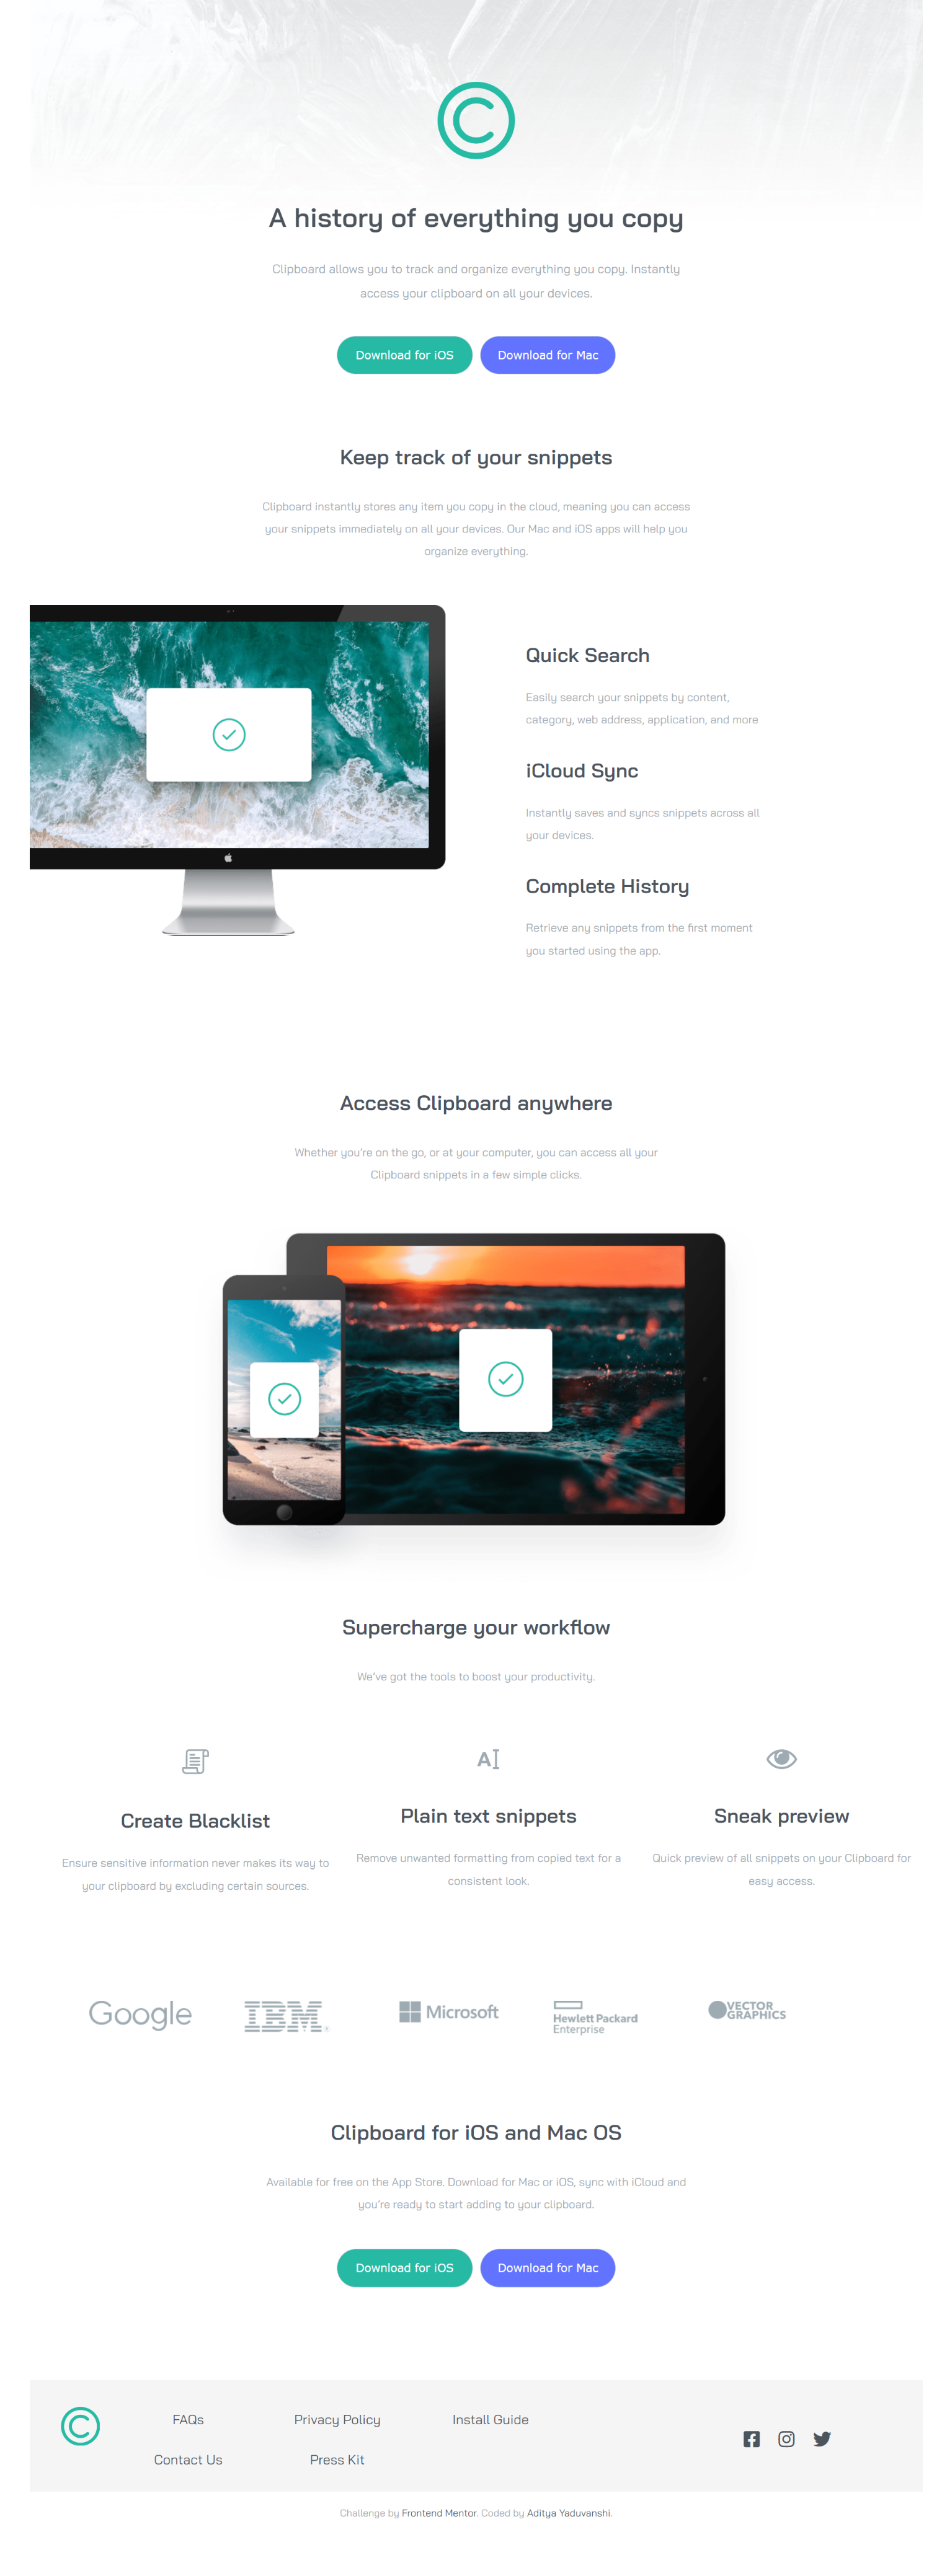 A history of everything you copy
Clipboard allows you to track and organize everything you copy. Instantly
access your clipboard on all your devices.
Download for iOS
Download for Mac
Keep track of your snippets
Clipboard instantly stores any item you copy in the cloud, meaning you can access
your snippets immediately on all your devices. Our Mac and iOS apps will help you
organize everything.
Quick Search
Easily search your snippets by content,
category, web address, application, and more
iCloud Sync
Instantly saves and syncs snippets across all
your devices.
Complete History
Retrieve any snippets from the first moment
you started using the app.
Access Clipboard anywhere
Whether you're on the go, or at your computer, you can access all your
Clipboard snippets in a few simple clicks.
Supercharge your workflow
We've got the tools to boost your productivity.
Create Blacklist
Ensure sensitive information never makes its way to
your clipboard by excluding certain sources.
AI
Plain text snippets
Remove unwanted formatting from copied text for a
consistent look.
Sneak preview
Quick preview of all snippets on your Clipboard for
easy access.
Google
IBM
Microsoft
Hewlett Packard
Enterprise
VECTOR
GRAPHICS
Clipboard for iOS and Mac OS
Available for free on the App Store. Download for Mac or iOS, sync with iCloud and
you're ready to start adding to your clipboard.
Download for iOS
Download for Mac
FAQs
Privacy Policy
Install Guide
Contact Us
Press Kit
Challenge by Frontend Mentor. Coded by Aditya Yaduvanshi.